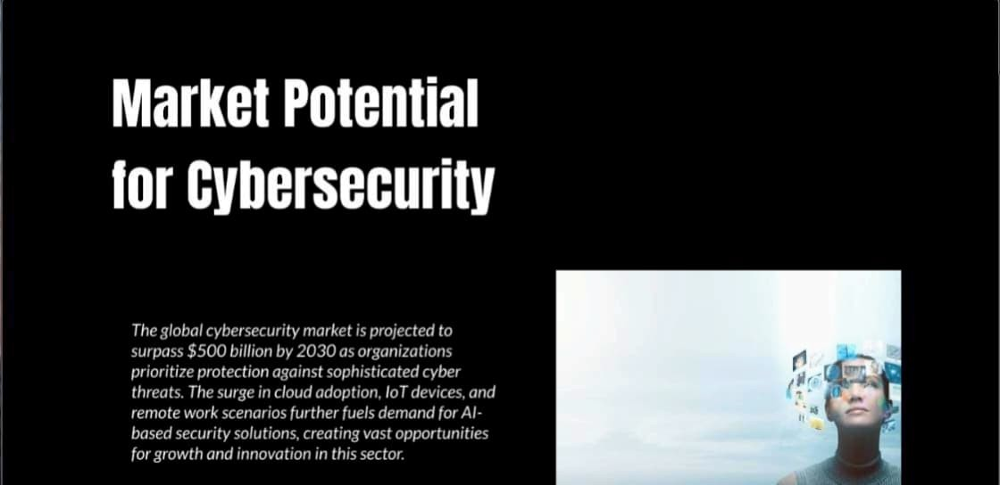 Market Potential
for Cybersecurity
The global cybersecurity market is projected to
surpass $500 billion by 2030 as organizations
prioritize protection against sophisticated cyber
threats. The surge in cloud adoption, IoT devices, and
remote work scenarios further fuels demand for AI-
based security solutions, creating vast opportunities
for growth and innovation in this sector.